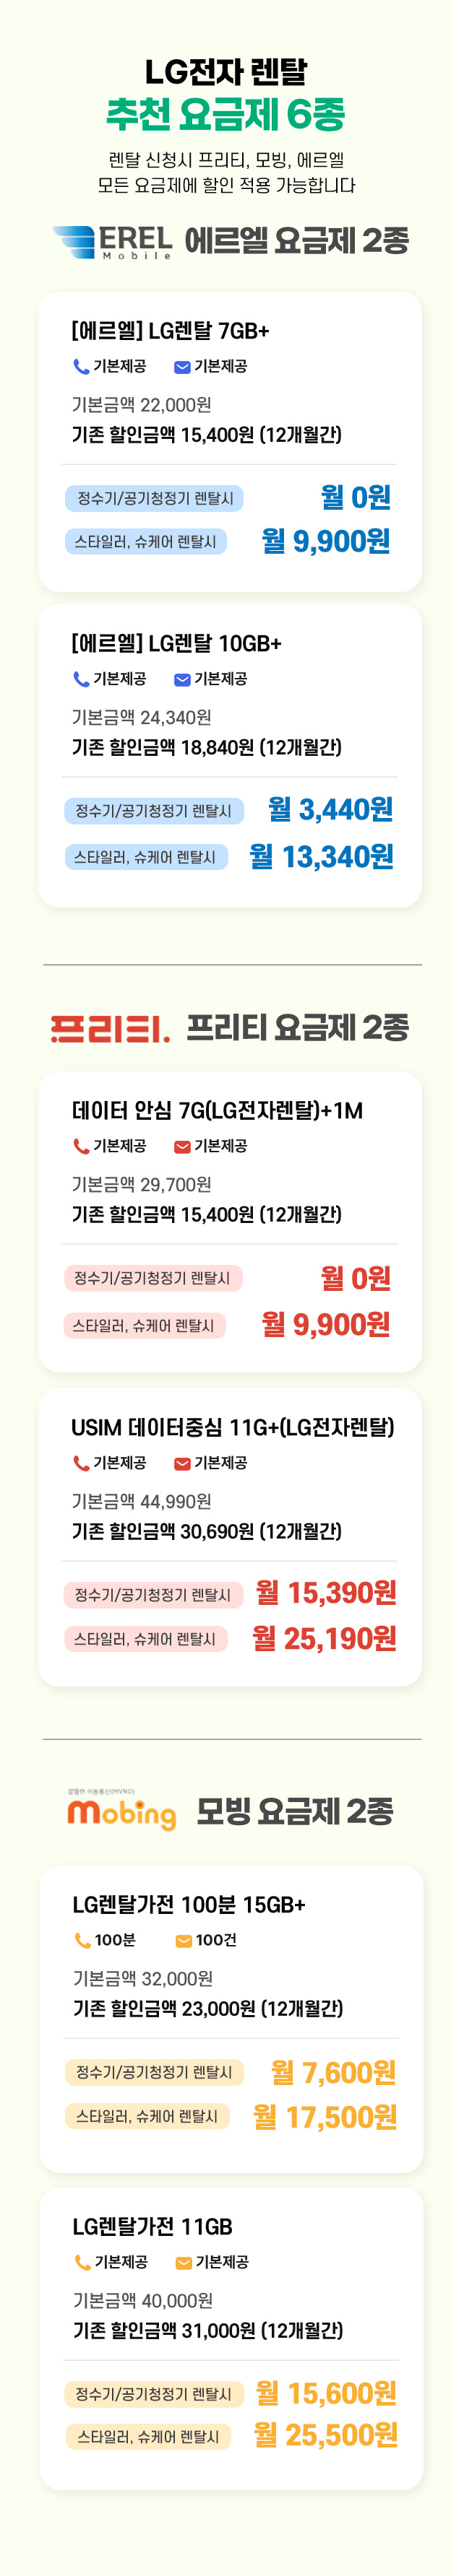 LG전자 렌탈
추천 요금제 6종
렌탈 신청시 프리티, 모빙, 에르엘
모든 요금제에 할인 적용 가능합니다
EREL Mobile 에르엘 요금제 2종
[에르엘] LG렌탈 7GB+
기본제공 기본제공
기본금액 22,000원
기존 할인금액 15,400원 (12개월간)
정수기/공기청정기 렌탈시 월 0원
스타일러, 슈케어 렌탈시 월 9,900원
[에르엘] LG렌탈 10GB+
기본제공 기본제공
기본금액 24,340원
기존 할인금액 18,840원 (12개월간)
정수기/공기청정기 렌탈시 월 3,440원
스타일러, 슈케어 렌탈시 월 13,340원
프리티. 프리티 요금제 2종
데이터 안심 7G(LG전자렌탈)+1M
기본제공 기본제공
기본금액 29,700원
기존 할인금액 15,400원 (12개월간)
정수기/공기청정기 렌탈시 월 0원
스타일러, 슈케어 렌탈시 월 9,900원
USIM 데이터중심 11G+(LG전자렌탈)
기본제공 기본제공
기본금액 44,990원
기존 할인금액 30,690원 (12개월간)
정수기/공기청정기 렌탈시 월 15,390원
스타일러, 슈케어 렌탈시 월 25,190원
알뜰한 이동통신(MVNO)
mobing 모빙 요금제 2종
LG렌탈가전 100분 15GB+
100분 100건
기본금액 32,000원
기존 할인금액 23,000원 (12개월간)
정수기/공기청정기 렌탈시 월 7,600원
스타일러, 슈케어 렌탈시 월 17,500원
LG렌탈가전 11GB
기본제공 기본제공
기본금액 40,000원
기존 할인금액 31,000원 (12개월간)
정수기/공기청정기 렌탈시 월 15,600원
스타일러, 슈케어 렌탈시 월 25,500원